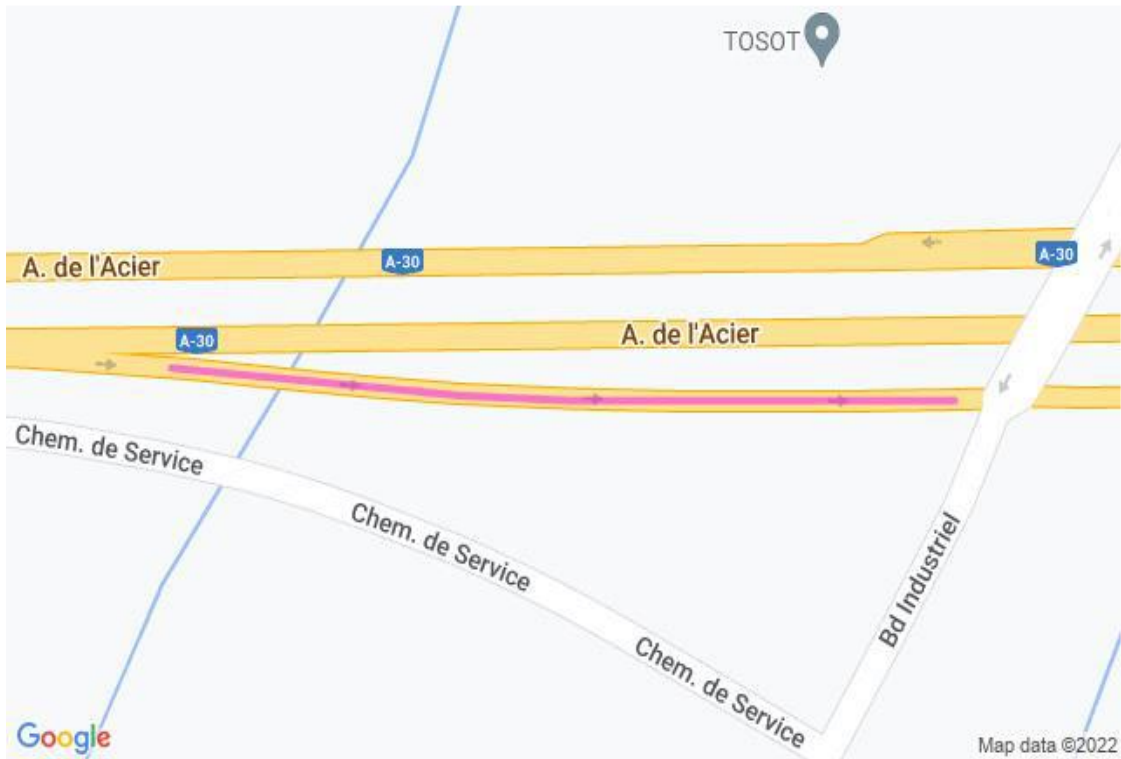 TOSOT
A. de l'Acier
A-30
A-30
A-30
A. de l'Acier
Chem. de Service
Chem. de Service
Chem. de Service
Bd Industriel
Google
Map data ©2022